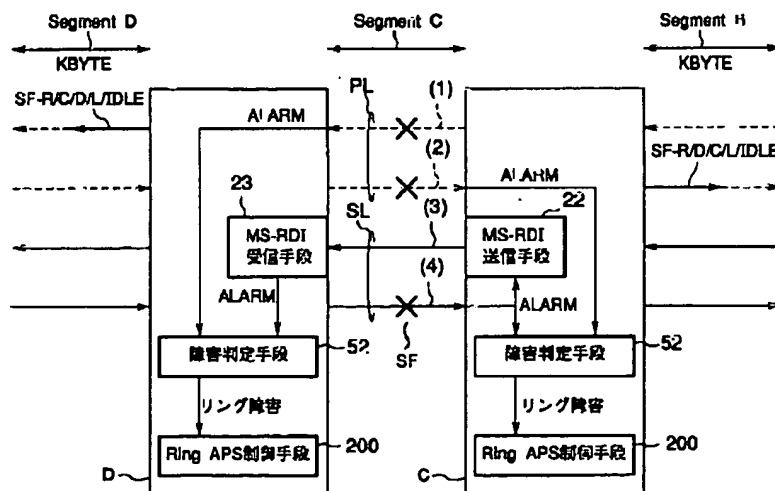 Segment D
Segment C
Segment B
KBYTE
KBYTE
SF-R/C/D/L/IDLE
PL
(1)
ALARM
(2)
SF-R/D/C/L/IDLE
ALARM
23
SL
(3)
22
MS-RDI
受信手段
MS-RDI
送信手段
(4)
ALARM
ALARM
SF
障害判定手段
52
障害判定手段
52
リング障害
リング障害
Ring APS制御手段
200
Ring APS制御手段
200
D
C